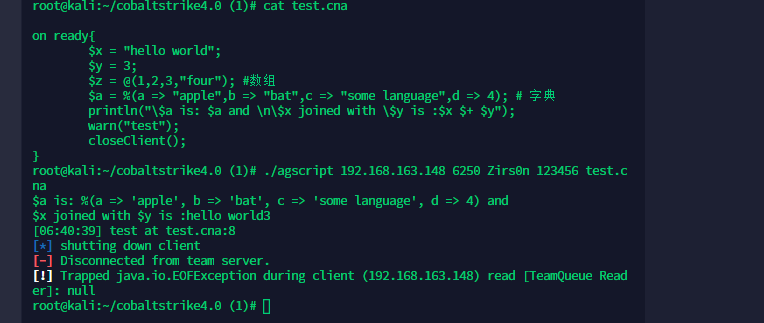 root@kali:~/cobaltstrike4.0 (1)# cat test.cna
on ready{
$x = "hello world";
$y = 3;
$z = @(1,2,3,"four"); #数组
$a = %(a => "apple",b => "bat",c => "some language",d => 4); # 字典
println("\$a is: $a and \n\$x joined with \$y is :$x $+ $y");
warn("test");
closeClient();
}
root@kali:~/cobaltstrike4.0 (1)# ./agscript 192.168.163.148 6250 Zirs0n 123456 test.c
na
$a is: %(a => 'apple', b => 'bat', c => 'some language', d => 4) and
$x joined with $y is :hello world3
[06:40:39] test at test.cna:8
[*] shutting down client
[-] Disconnected from team server.
[!] Trapped java.io.EOFException during client (192.168.163.148) read [TeamQueue Read
er]: null
root@kali:~/cobaltstrike4.0 (1)#